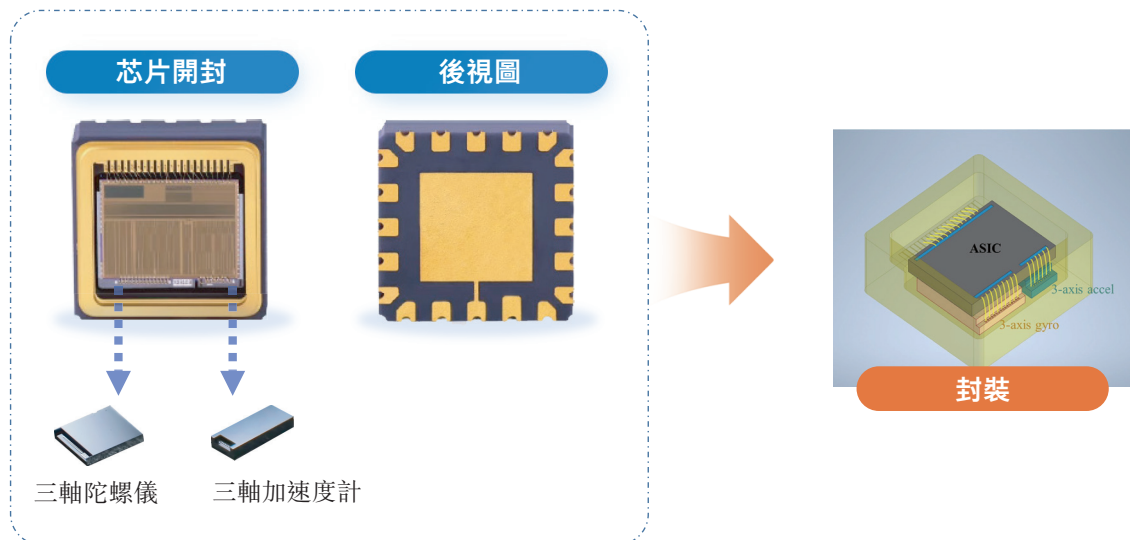 芯片開封
後視圖
ASIC
3-axis accel
3-axis gyro
封裝
三軸陀螺儀
三軸加速度計